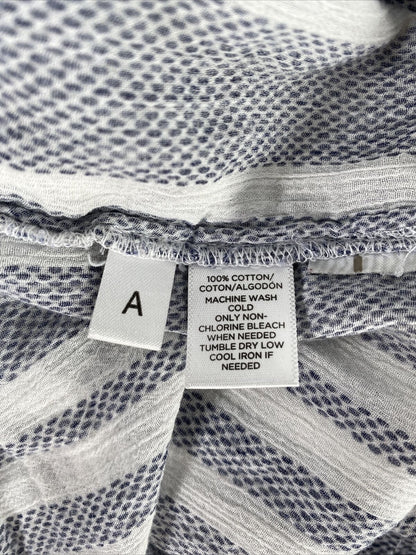 A
100% COTTON/
COTON/ALGODÓN
MACHINE WASH
COLD
ONLY NON-
CHLORINE BLEACH
WHEN NEEDED
TUMBLE DRY LOW
COOL IRON IF
NEEDED